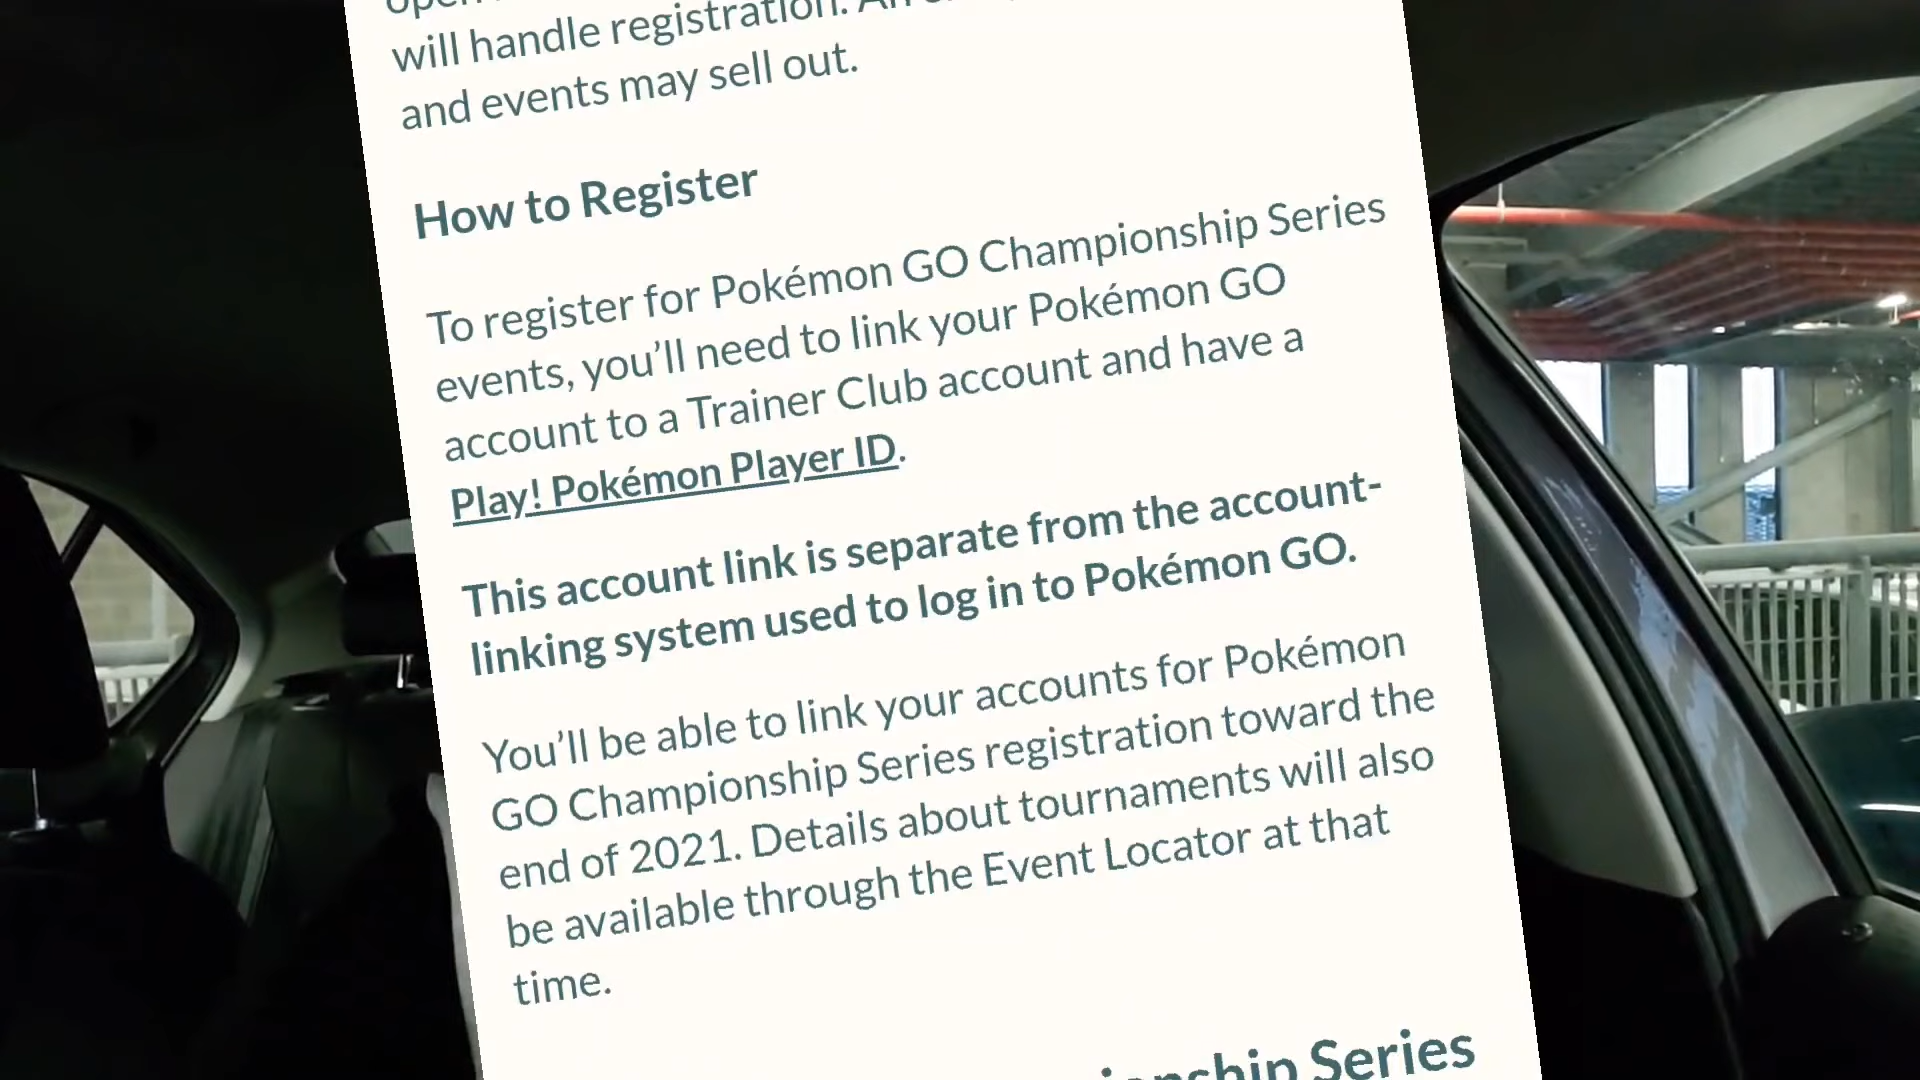 will handle registration.
and events may sell out.
How to Register
To register for Pokémon GO Championship Series
events, you’ll need to link your Pokémon GO
account to a Trainer Club account and have a
Play! Pokémon Player ID.
This account link is separate from the account-
linking system used to log in to Pokémon GO.
You’ll be able to link your accounts for Pokémon
GO Championship Series registration toward the
end of 2021. Details about tournaments will also
be available through the Event Locator at that
time.
Series